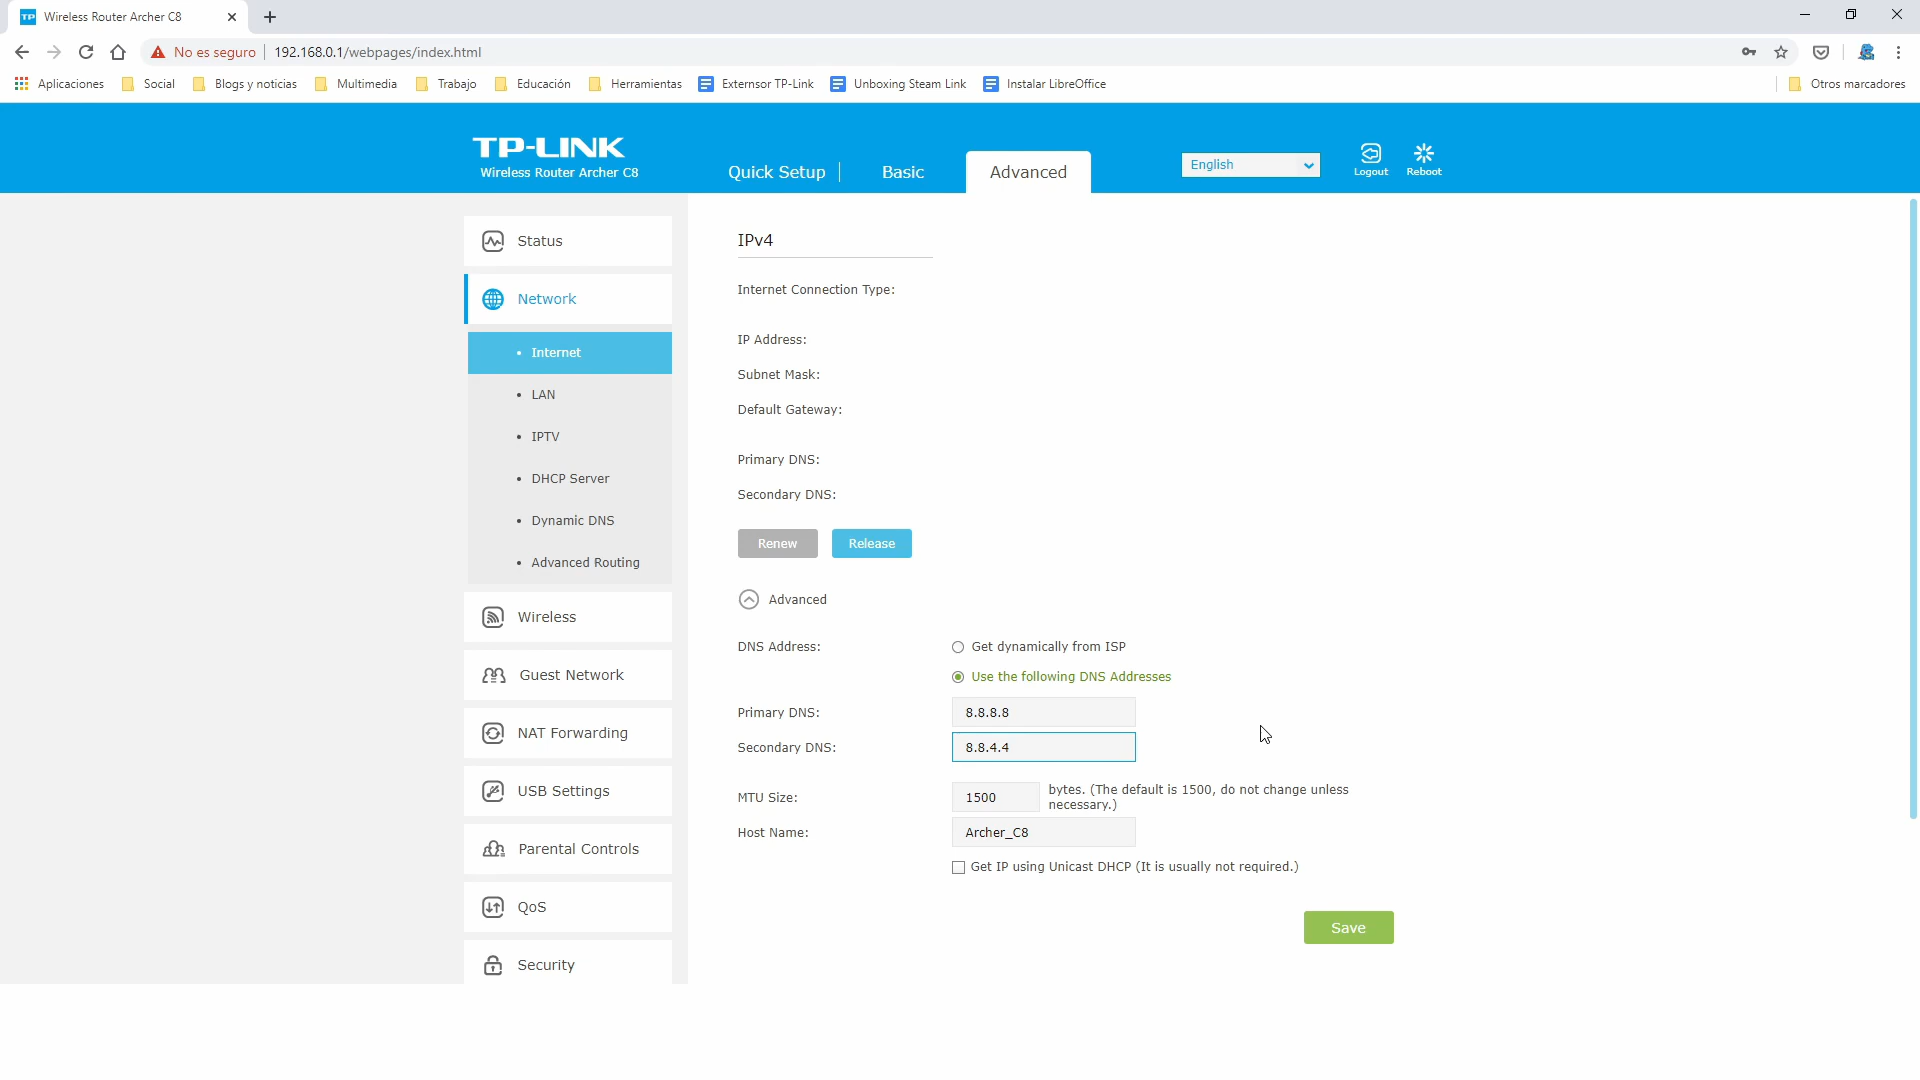 Wireless Router Archer C8
No es seguro 192.168.0.1/webpages/index.html
Aplicaciones Social Blogs y noticias Multimedia Trabajo Educación Herramientas Externsor TP-Link Unboxing Steam Link Instalar LibreOffice Otros marcadores
TP-LINK
Wireless Router Archer C8
Quick Setup Basic Advanced
English
Logout Reboot
Status
Network
Internet
LAN
IPTV
DHCP Server
Dynamic DNS
Advanced Routing
Wireless
Guest Network
NAT Forwarding
USB Settings
Parental Controls
QoS
Security
IPv4
Internet Connection Type:
IP Address:
Subnet Mask:
Default Gateway:
Primary DNS:
Secondary DNS:
Renew Release
Advanced
DNS Address: Get dynamically from ISP
Use the following DNS Addresses
Primary DNS: 8.8.8.8
Secondary DNS: 8.8.4.4
MTU Size: 1500 bytes. (The default is 1500, do not change unless
necessary.)
Host Name: Archer_C8
Get IP using Unicast DHCP (It is usually not required.)
Save